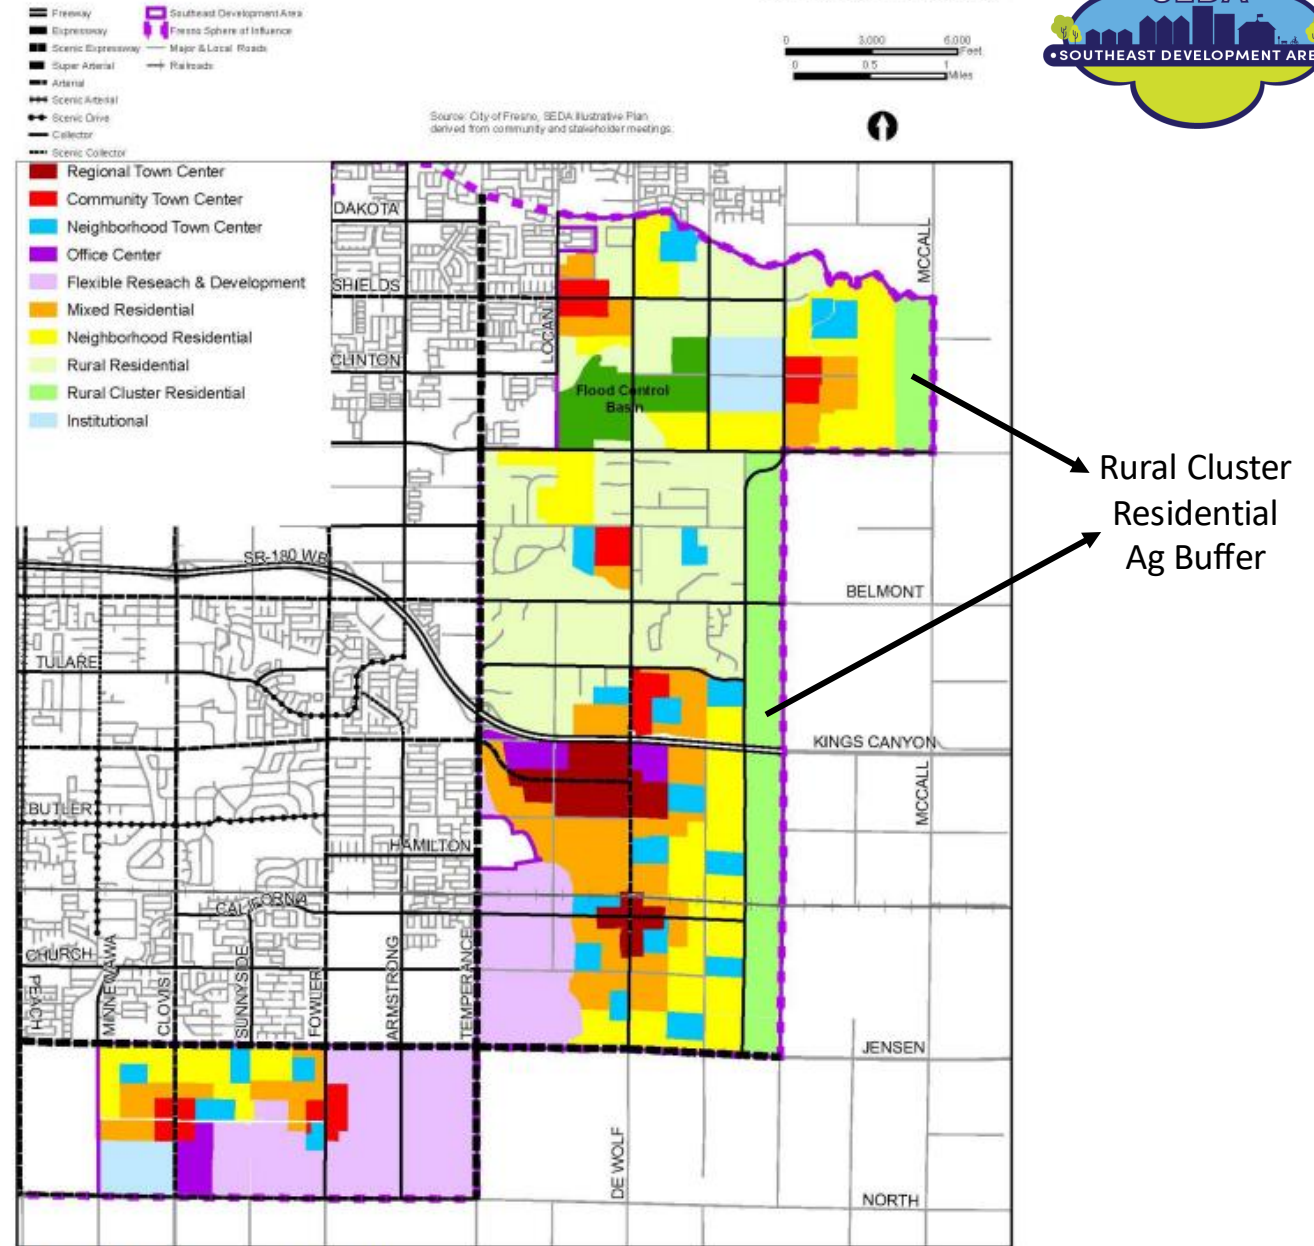 Freeway
Expressway
Scenic Expressway
Super Arterial
Arterial
Scenic Arterial
Scenic Drive
Collector
Scenic Collector
Southeast Development Area
Fresno Sphere of Influence
Major & Local Roads
Railroads
0 3,000 6,000
Feet
0 0.5 1
Miles
Source: City of Fresno, SEDA Illustrative Plan
derived from community and stakeholder meetings.
SEDA
•SOUTHEAST DEVELOPMENT ARE
Regional Town Center
Community Town Center
Neighborhood Town Center
Office Center
Flexible Reseach & Development
Mixed Residential
Neighborhood Residential
Rural Residential
Rural Cluster Residential
Institutional
DAKOTA
SHIELDS
CLINTON
LOCAN
MCCALL
Flood Control
Basin
Rural Cluster
Residential
Ag Buffer
SR-180 WB
BELMONT
TULARE
KINGS CANYON
MCCALL
BUTLER
HAMILTON
CALIFORNIA
CHURCH
PEACH
MINNEWAWA
CLOVIS
SUNNYSIDE
FOWLER
ARMSTRONG
TEMPERANCE
JENSEN
DE WOLF
NORTH